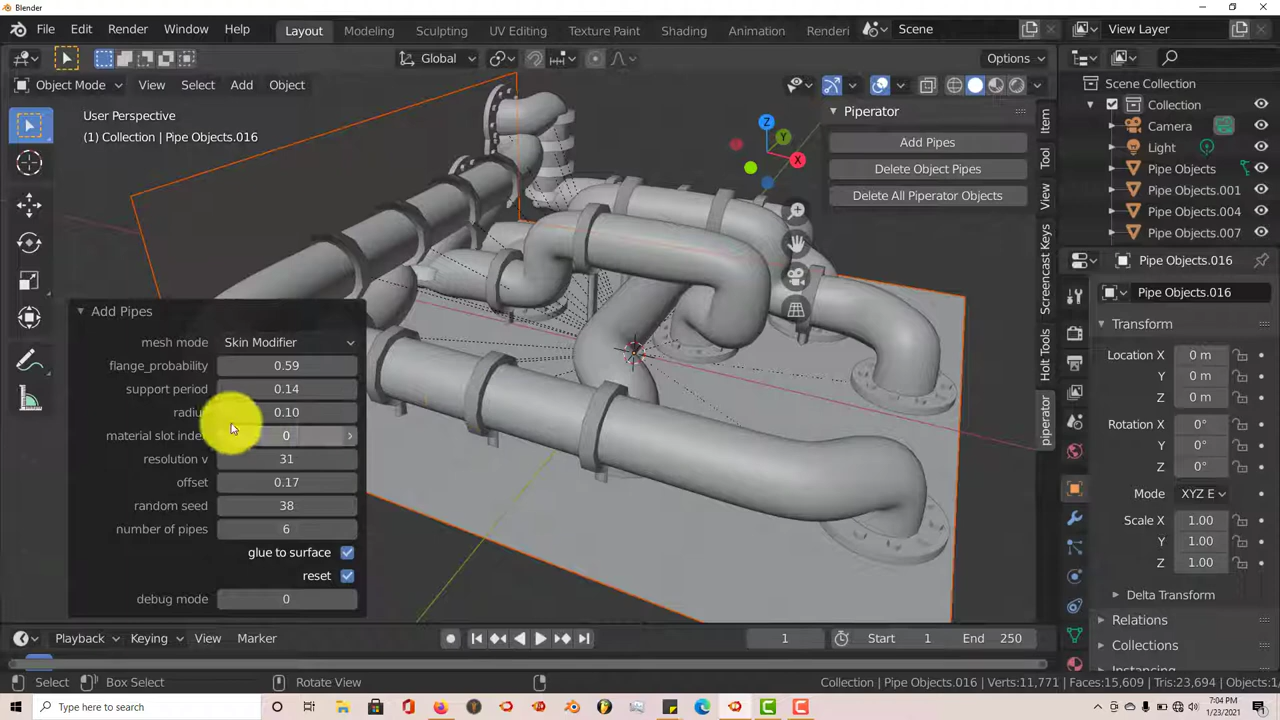 Blender
File Edit Render Window Help Layout Modeling Sculpting UV Editing Texture Paint Shading Animation Renderi Scene View Layer
Global Options
Object Mode View Select Add Object
User Perspective
(1) Collection | Pipe Objects.016
Z
Y
X
Piperator
Add Pipes
Delete Object Pipes
Delete All Piperator Objects
Item
Tool
View
Screencast Keys
Holt Tools
piperator
Scene Collection
Collection
Camera
Light
Pipe Objects
Pipe Objects.001
Pipe Objects.004
Pipe Objects.007
Pipe Objects.016
Pipe Objects.016
Transform
Location X 0 m
Y 0 m
Z 0 m
Rotation X 0°
Y 0°
Z 0°
Mode XYZ E
Scale X 1.00
Y 1.00
Z 1.00
Delta Transform
Relations
Collections
Instancing
Add Pipes
mesh mode Skin Modifier
flange_probability 0.59
support period 0.14
radius 0.10
material slot index 0
resolution v 31
offset 0.17
random seed 38
number of pipes 6
glue to surface
reset
debug mode 0
Playback Keying View Marker 1 Start 1 End 250
Select Box Select Rotate View Collection | Pipe Objects.016 | Verts:11,771 | Faces:15,609 | Tris:23,694 | Objects:1/
Type here to search
7:04 PM
1/23/2021